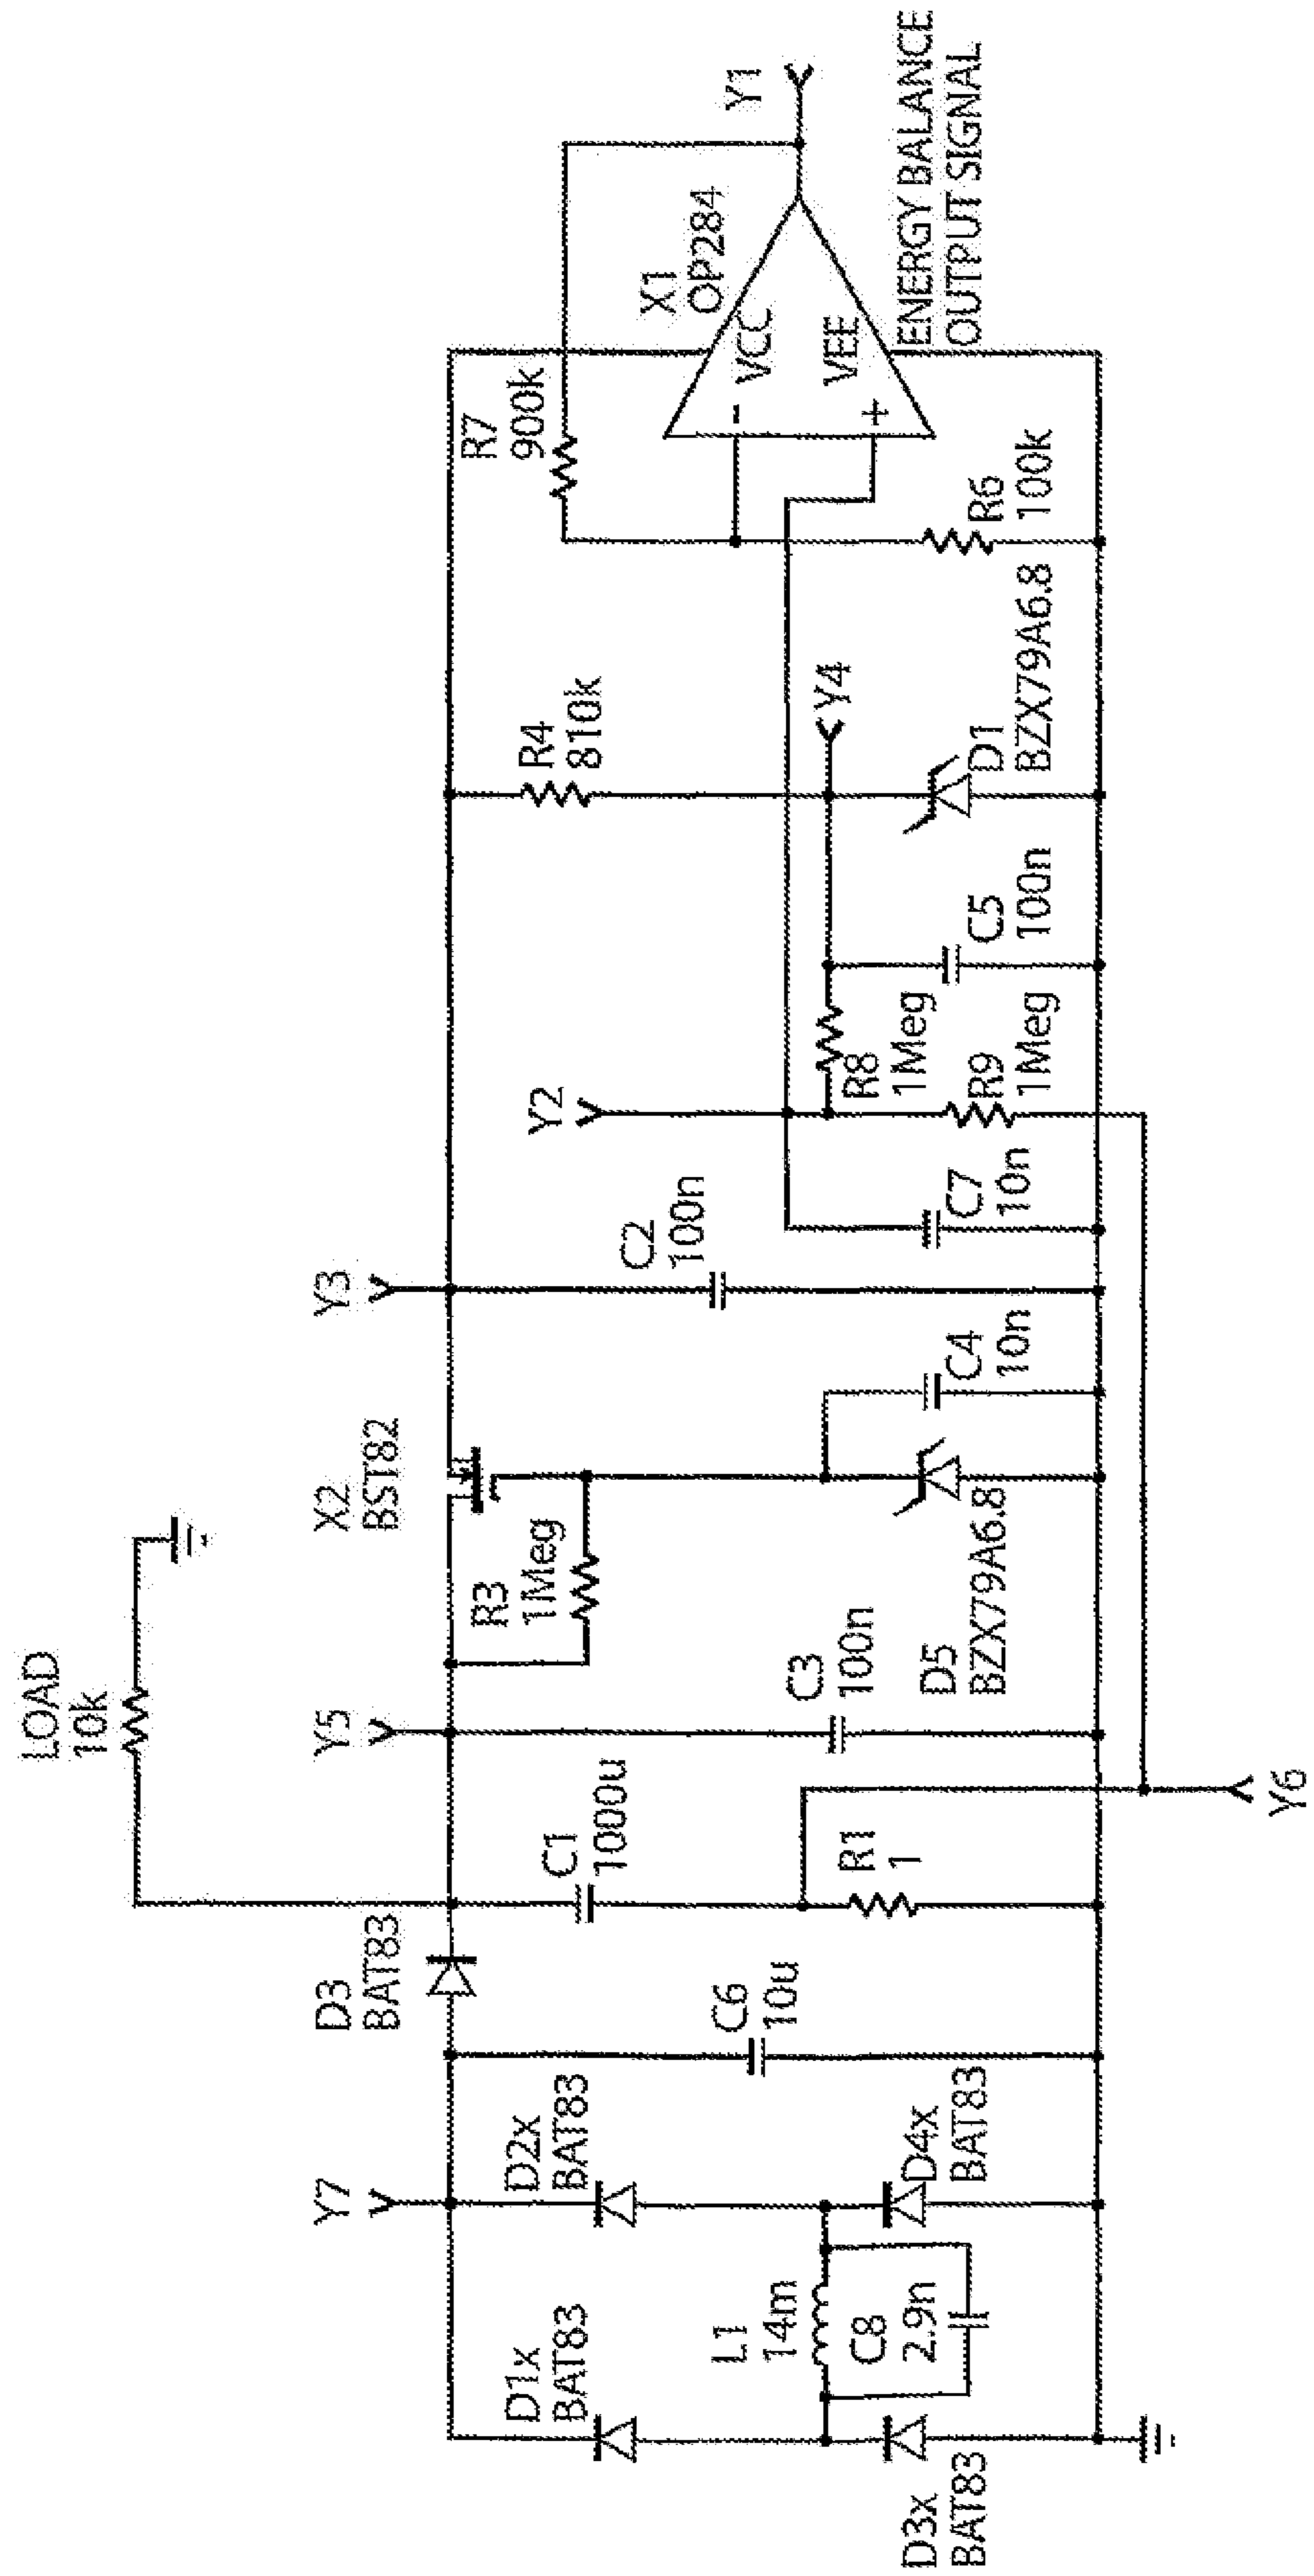 LOAD
10k
Y7
D3
BAT83
Y5
X2
BST82
Y3
Y2
D1x
BAT83
D2x
BAT83
C1
1000u
R3
1Meg
C2
100n
R4
810k
R7
900k
X1
OP284
Y1
L1
14m
C8
2.9n
C6
10u
C3
100n
R8
1Meg
Y4
-
VCC
VEE
+
D3x
BAT83
D4x
BAT83
R1
1
D5
BZX79A6.8
C4
10n
C7
10n
R9
1Meg
C5
100n
D1
BZX79A6.8
R6
100k
ENERGY BALANCE
OUTPUT SIGNAL
Y6